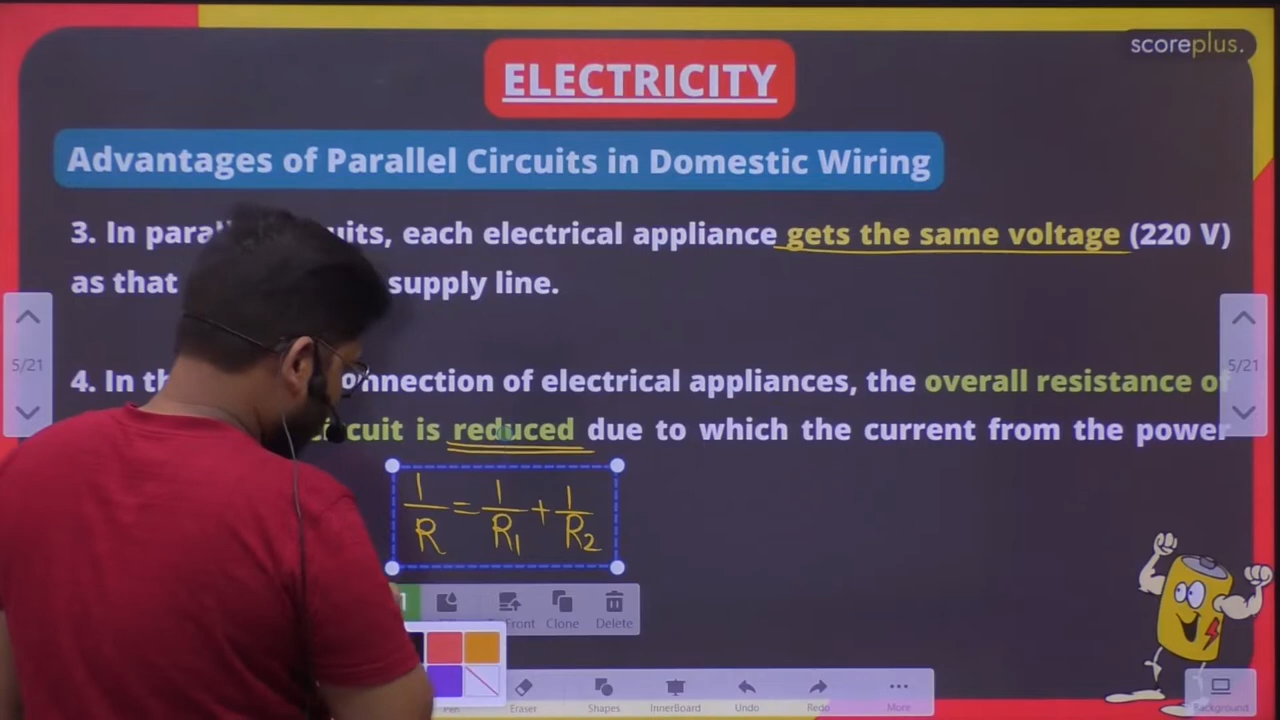 scoreplus.
ELECTRICITY
Advantages of Parallel Circuits in Domestic Wiring
3. In uits, each electrical appliance gets the same voltage (220 V)
as that supply line.
5/21
5/21
4. In onnection of electrical appliances, the overall resistance of
cuit is reduced due to which the current from the power
1/R = 1/R1 + 1/R2
Front Clone Delete
Pen Eraser Shapes InnerBoard Undo Redo More Background